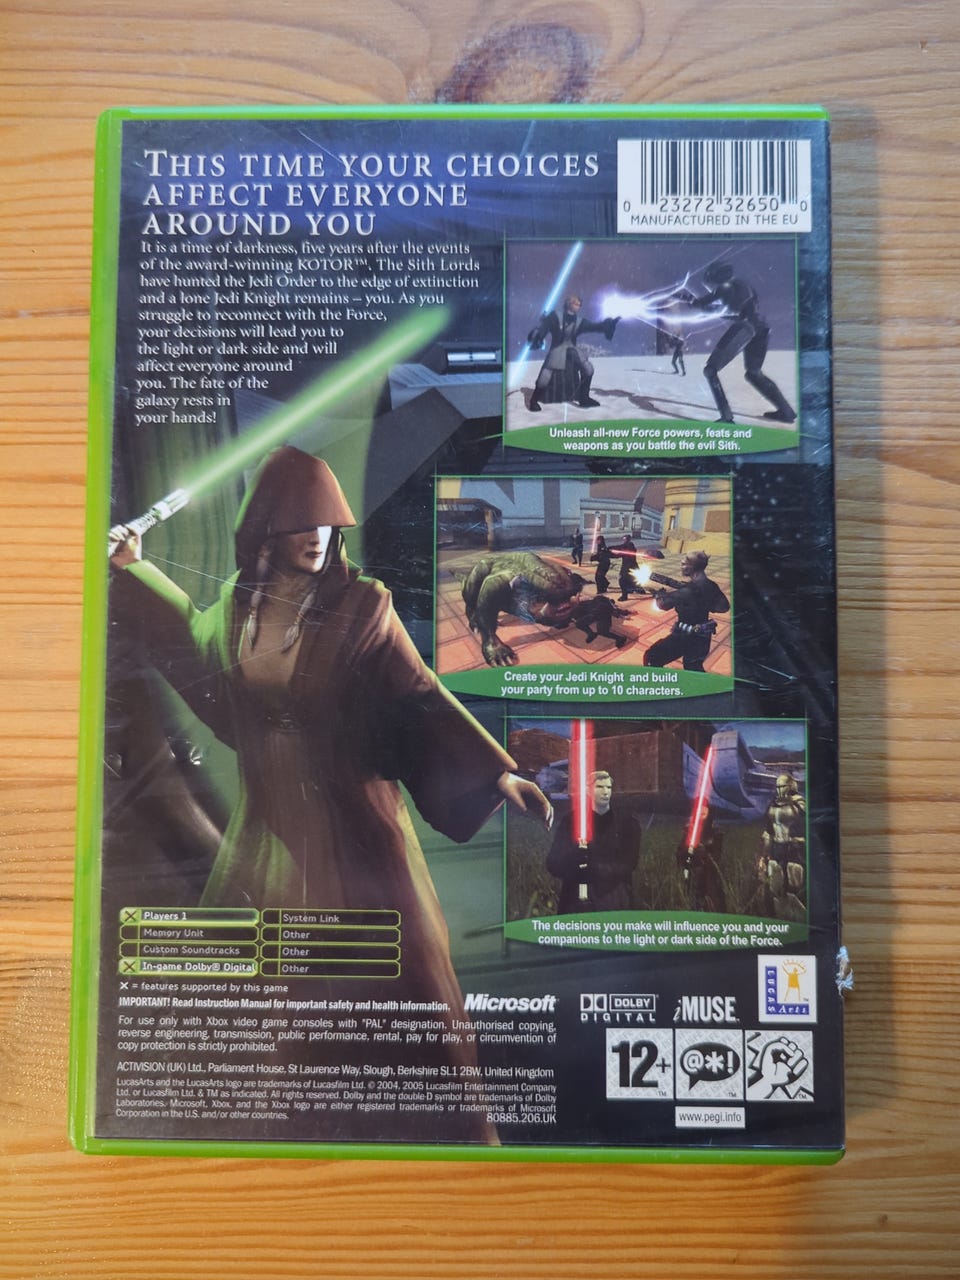 THIS TIME YOUR CHOICES
AFFECT EVERYONE
AROUND YOU
It is a time of darkness, five years after the events
of the award-winning KOTOR™. The Sith Lords
have hunted the Jedi Order to the edge of extinction
and a lone Jedi Knight remains – you. As you
struggle to reconnect with the Force,
your decisions will lead you to
the light or dark side and will
affect everyone around
you. The fate of the
galaxy rests in
your hands!
0 23272 32650 0
MANUFACTURED IN THE EU
Unleash all-new Force powers, feats and
weapons as you battle the evil Sith.
Create your Jedi Knight and build
your party from up to 10 characters.
The decisions you make will influence you and your
companions to the light or dark side of the Force.
X Players 1
Memory Unit
Custom Soundtracks
X In-game Dolby® Digital
System Link
Other
Other
Other
X = features supported by this game
IMPORTANT! Read Instruction Manual for important safety and health information.
For use only with Xbox video game consoles with "PAL" designation. Unauthorised copying,
reverse engineering, transmission, public performance, rental, pay for play, or circumvention of
copy protection is strictly prohibited.
ACTIVISION (UK) Ltd., Parliament House, St Laurence Way, Slough, Berkshire SL1 2BW, United Kingdom
LucasArts and the LucasArts logo are trademarks of Lucasfilm Ltd. © 2004, 2005 Lucasfilm Entertainment Company
Ltd. or Lucasfilm Ltd. & TM as indicated. All rights reserved. Dolby and the double-D symbol are trademarks of Dolby
Laboratories. Microsoft, Xbox, and the Xbox logo are either registered trademarks or trademarks of Microsoft
Corporation in the U.S. and/or other countries.
80885.206.UK
Microsoft
DOLBY
DIGITAL
iMUSE
LUCAS
Arts
12+
@*!
www.pegi.info